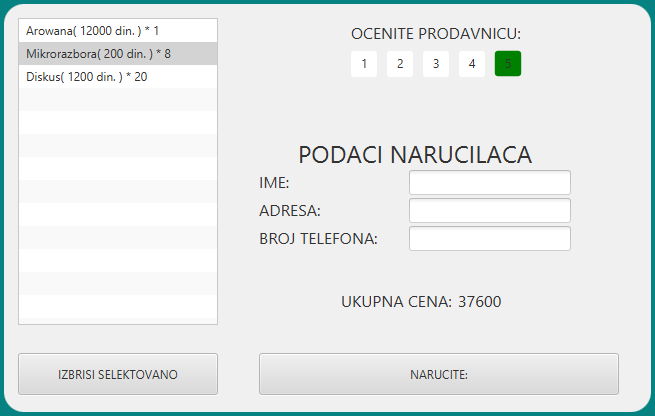 Arowana( 12000 din. ) * 1
Mikrorazbora( 200 din. ) * 8
Diskus( 1200 din. ) * 20
IZBRISI SELEKTOVANO
OCENITE PRODAVNICU:
1 2 3 4 5
PODACI NARUCILACA
IME:
ADRESA:
BROJ TELEFONA:
UKUPNA CENA: 37600
NARUCITE: